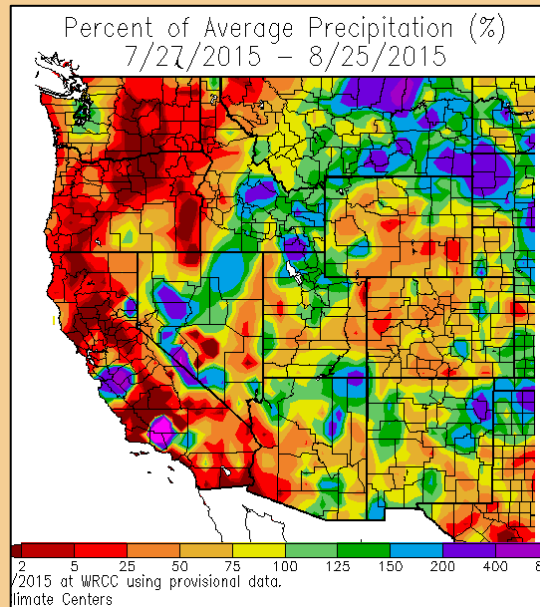 Percent of Average Precipitation (%)
7/27/2015 – 8/25/2015
2 5 25 50 75 100 125 150 200 400 8
/2015 at WRCC using provisional data.
limate Centers